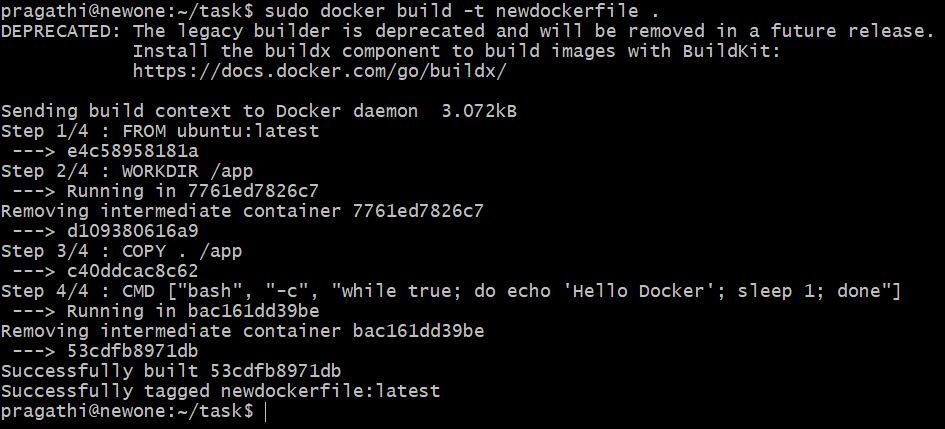 pragathi@newone:~/task$ sudo docker build -t newdockerfile .
DEPRECATED: The legacy builder is deprecated and will be removed in a future release.
            Install the buildx component to build images with BuildKit:
            https://docs.docker.com/go/buildx/

Sending build context to Docker daemon  3.072kB
Step 1/4 : FROM ubuntu:latest
 ---> e4c58958181a
Step 2/4 : WORKDIR /app
 ---> Running in 7761ed7826c7
Removing intermediate container 7761ed7826c7
 ---> d109380616a9
Step 3/4 : COPY . /app
 ---> c40ddcac8c62
Step 4/4 : CMD ["bash", "-c", "while true; do echo 'Hello Docker'; sleep 1; done"]
 ---> Running in bac161dd39be
Removing intermediate container bac161dd39be
 ---> 53cdfb8971db
Successfully built 53cdfb8971db
Successfully tagged newdockerfile:latest
pragathi@newone:~/task$